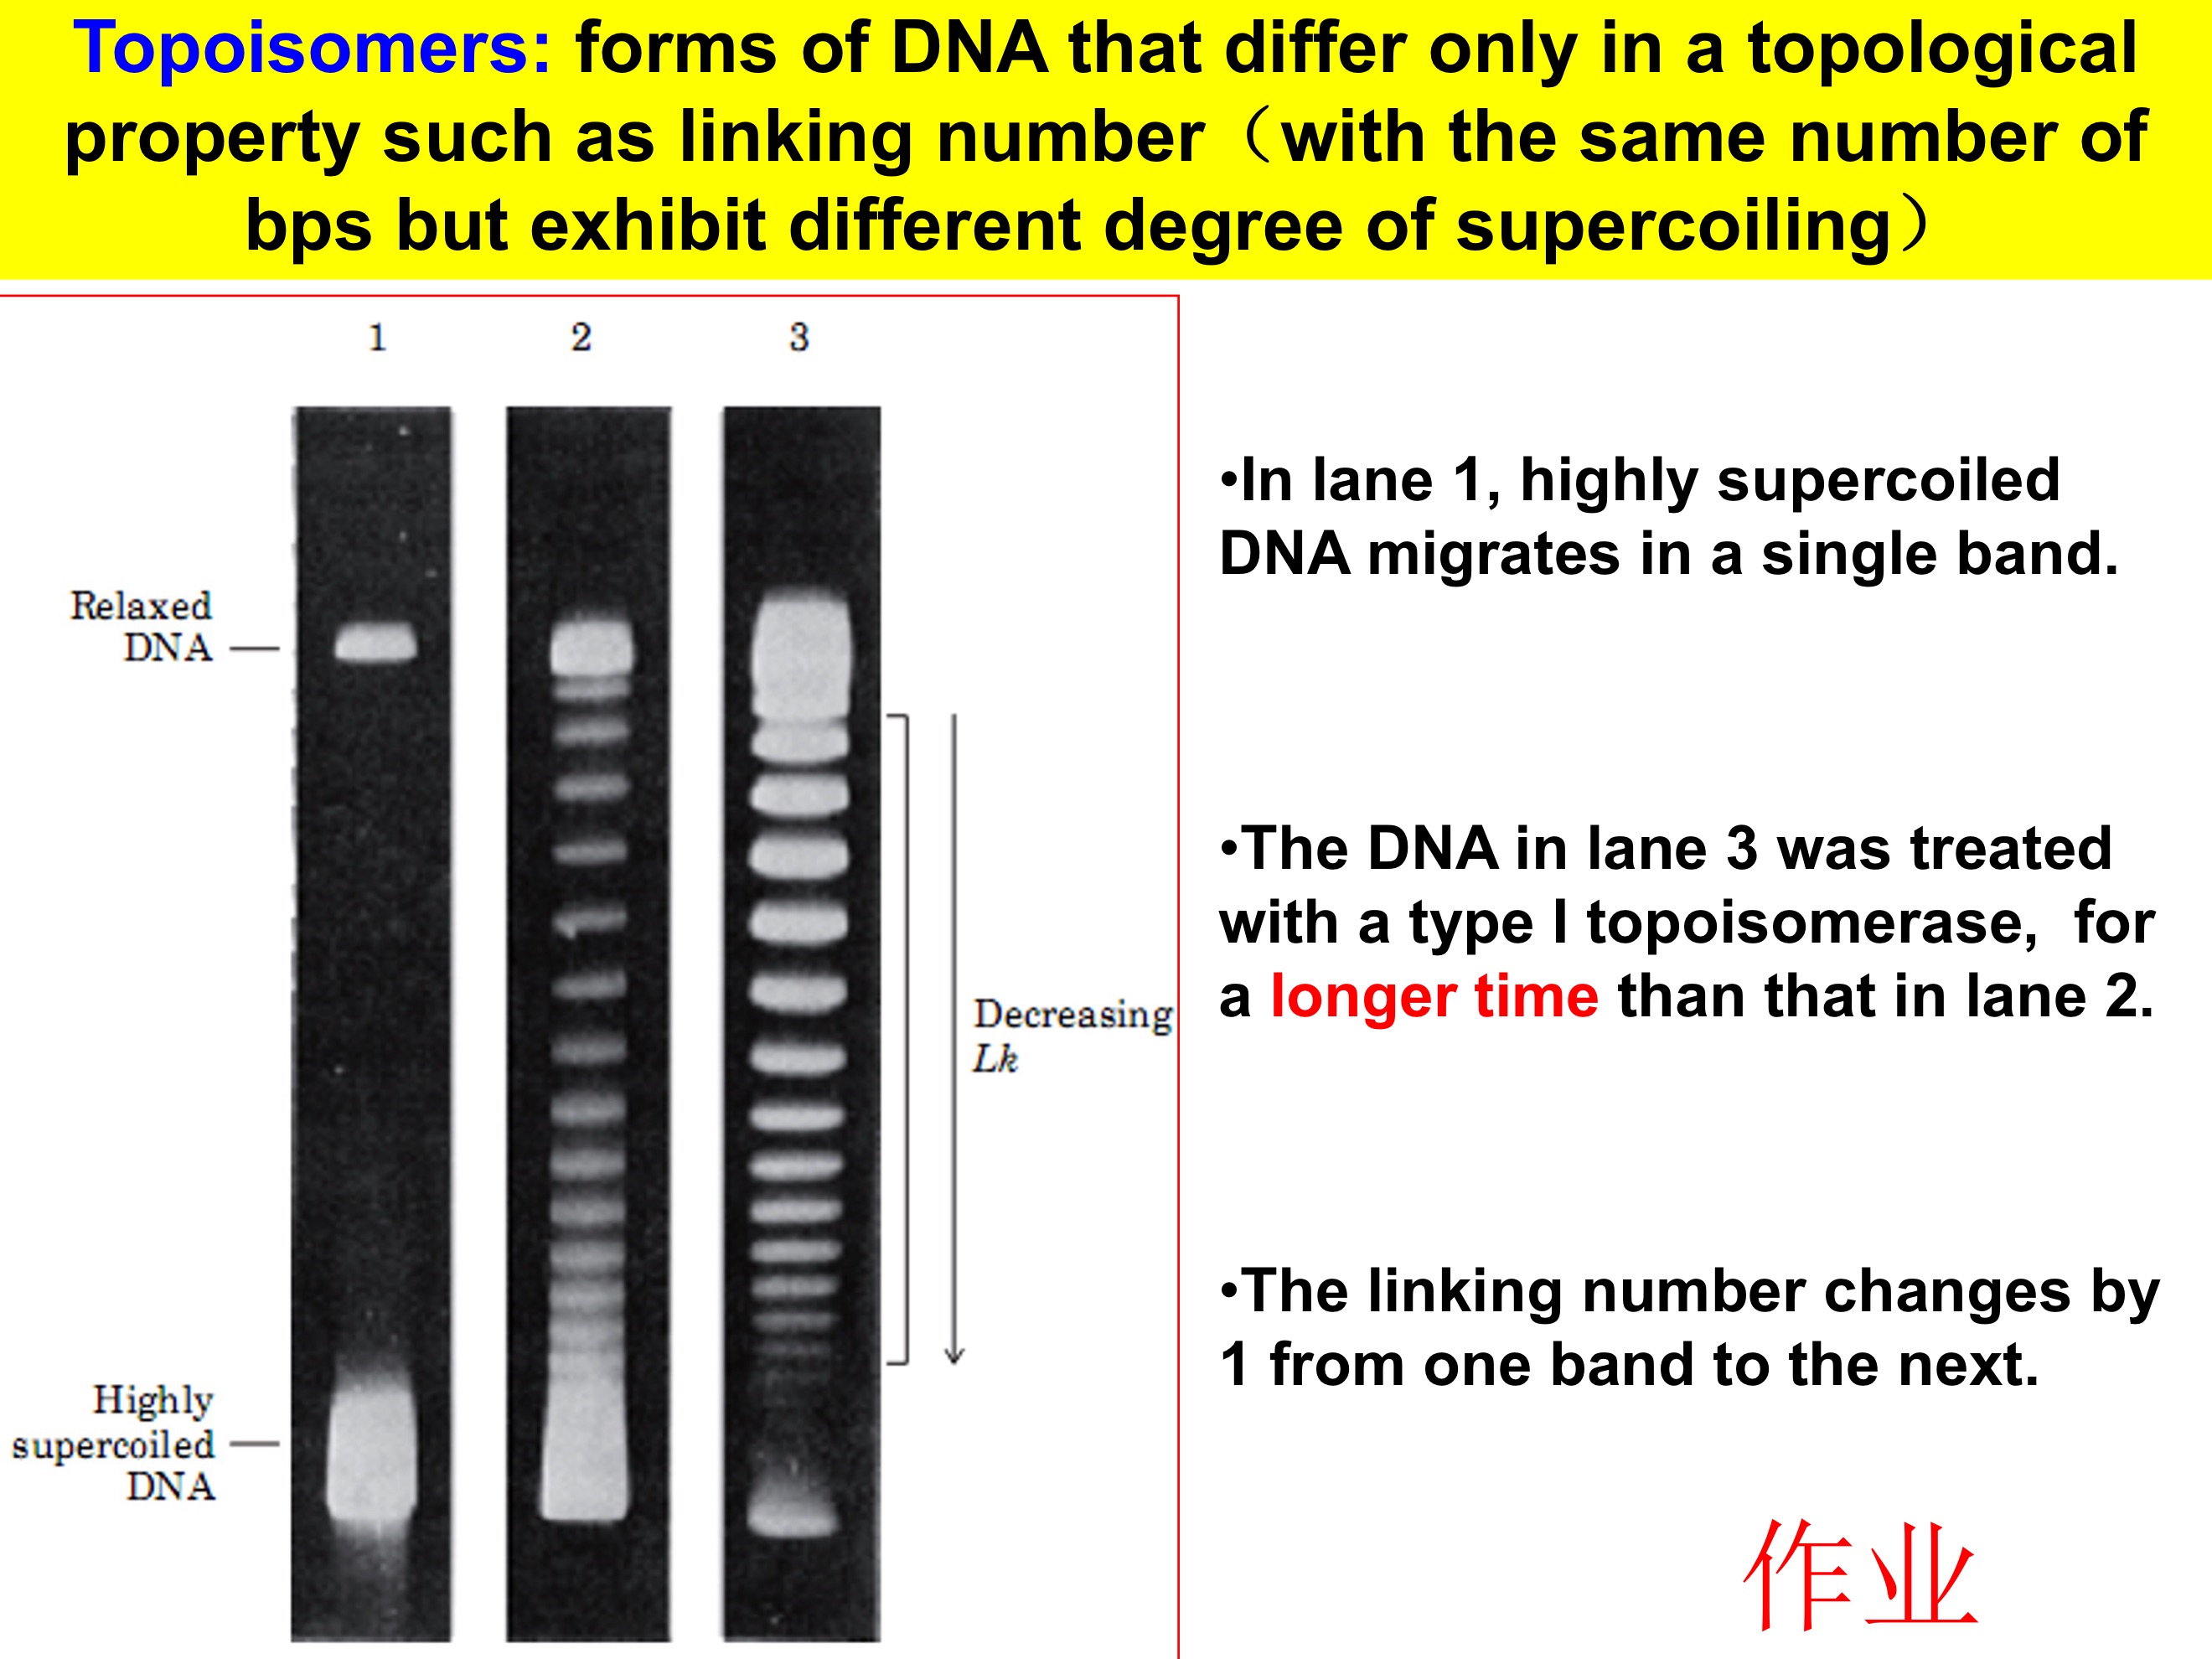 Topoisomers: forms of DNA that differ only in a topological
property such as linking number（with the same number of
bps but exhibit different degree of supercoiling）
1 2 3
Relaxed
DNA
Highly
supercoiled
DNA
Decreasing
Lk
•In lane 1, highly supercoiled
DNA migrates in a single band.
•The DNA in lane 3 was treated
with a type I topoisomerase,  for
a longer time than that in lane 2.
•The linking number changes by
1 from one band to the next.
作业